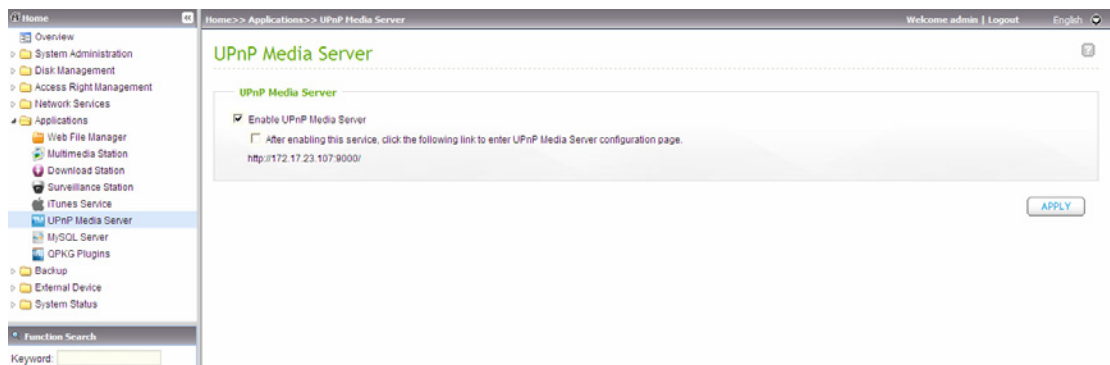 Home
Home>> Applications>> UPnP Media Server
Welcome admin | Logout
English
Overview
System Administration
Disk Management
Access Right Management
Network Services
Applications
Web File Manager
Multimedia Station
Download Station
Surveillance Station
iTunes Service
UPnP Media Server
MySQL Server
QPKG Plugins
Backup
External Device
System Status
Function Search
Keyword:
UPnP Media Server
UPnP Media Server
Enable UPnP Media Server
After enabling this service, click the following link to enter UPnP Media Server configuration page.
http://172.17.23.107:9000/
APPLY